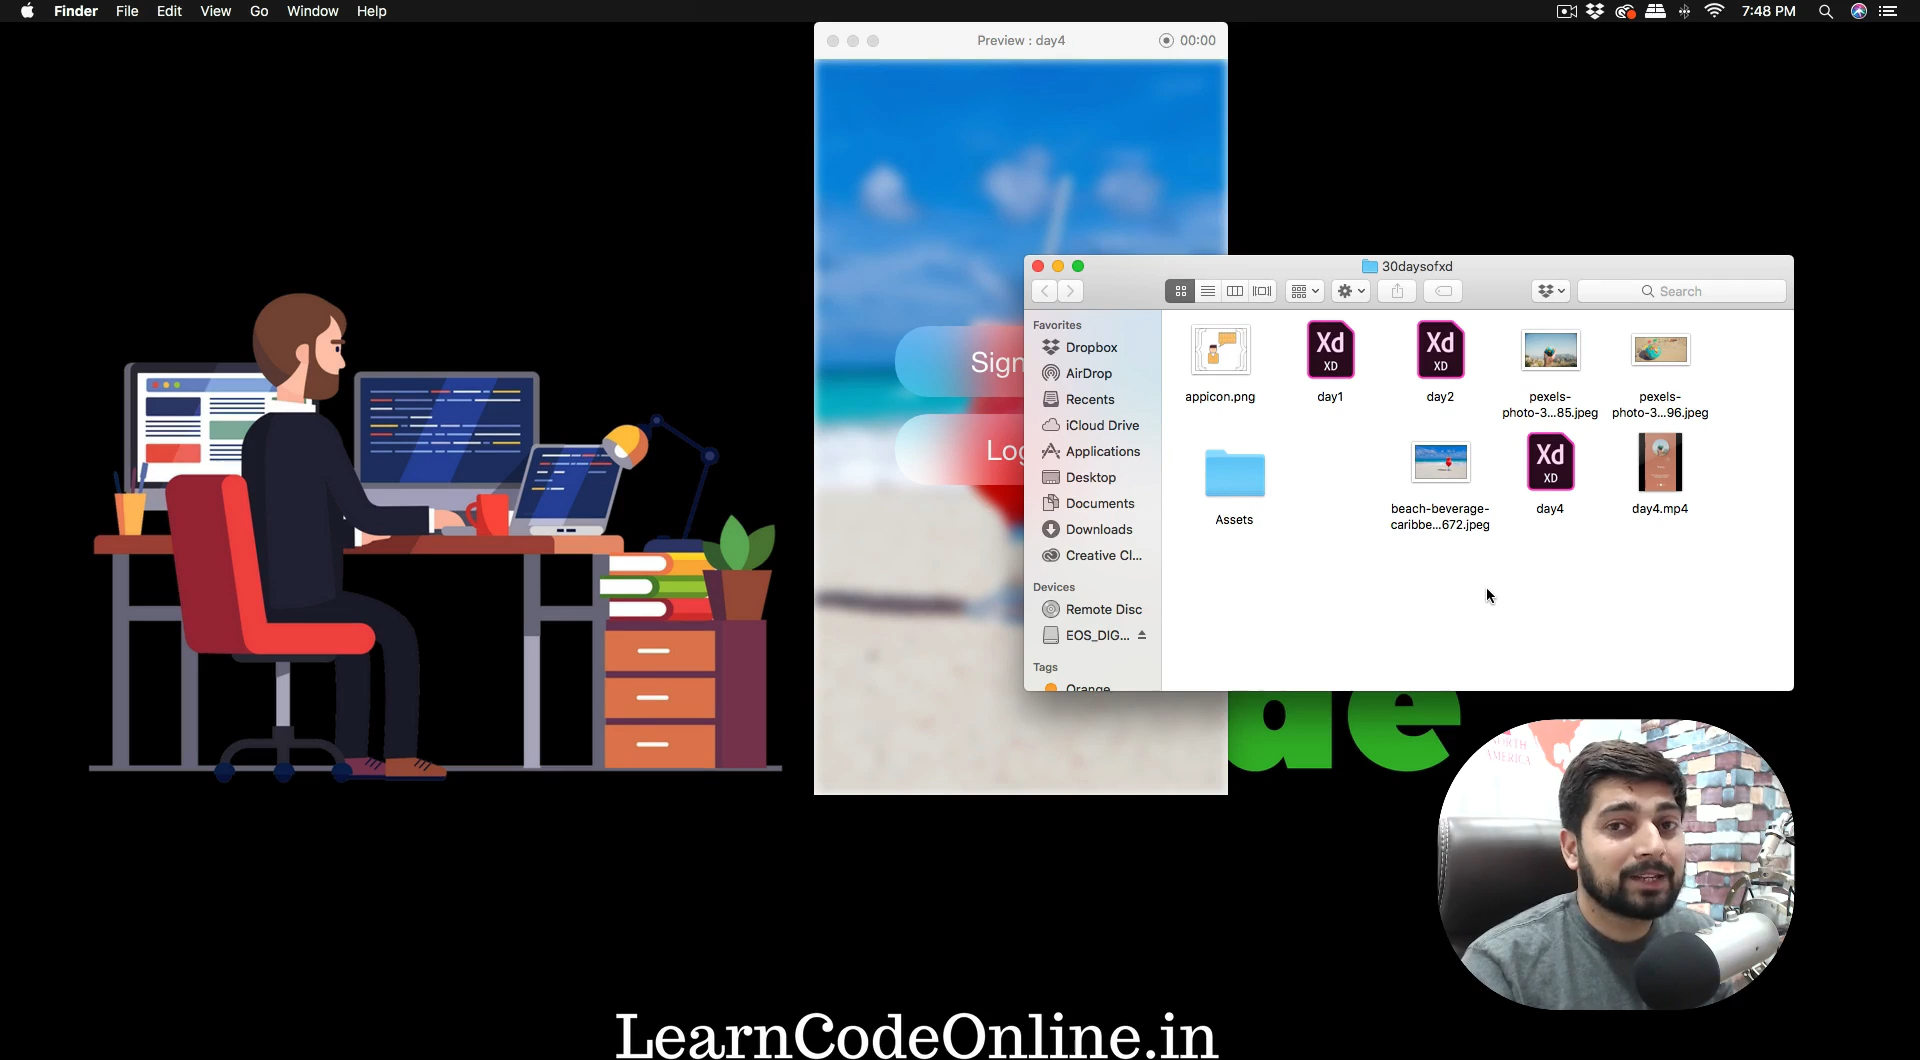 Finder File Edit View Go Window Help
7:48 PM
Preview : day4
00:00
30daysofxd
Search
Favorites
Dropbox
AirDrop
Recents
iCloud Drive
Applications
Desktop
Documents
Downloads
Creative Cl...
Devices
Remote Disc
EOS_DIG...
Tags
Orange
Xd
XD
Xd
XD
appicon.png
day1
day2
pexels-
photo-3...85.jpeg
pexels-
photo-3...96.jpeg
Xd
XD
Assets
beach-beverage-
caribbe...672.jpeg
day4
day4.mp4
Sign
Log
de
NORTH
AMERICA
LearnCodeOnline.in